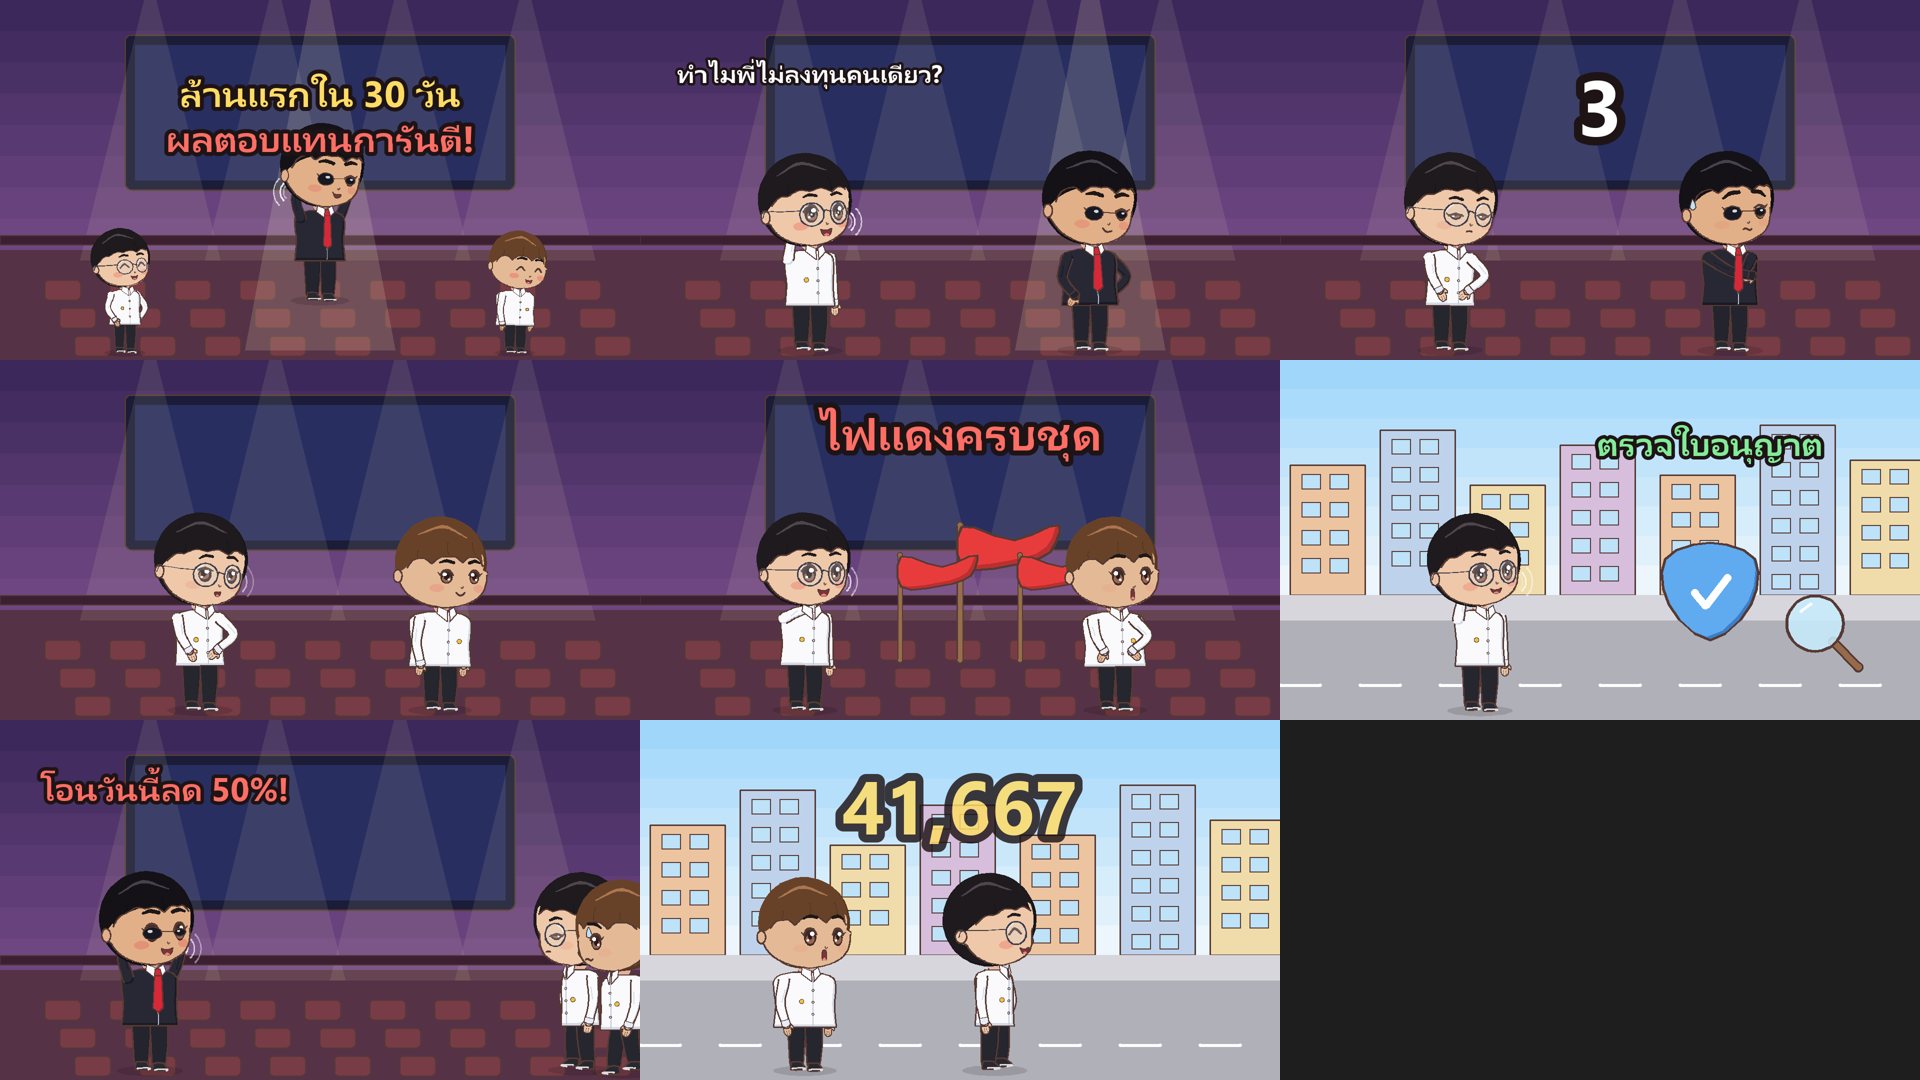 ล้านแรกใน 30 วัน
ผลตอบแทนการันตี!
ทำไมพี่ไม่ลงทุนคนเดียว?
3
ไฟแดงครบชุด
ตรวจใบอนุญาต
โอนวันนี้ลด 50%!
41,667